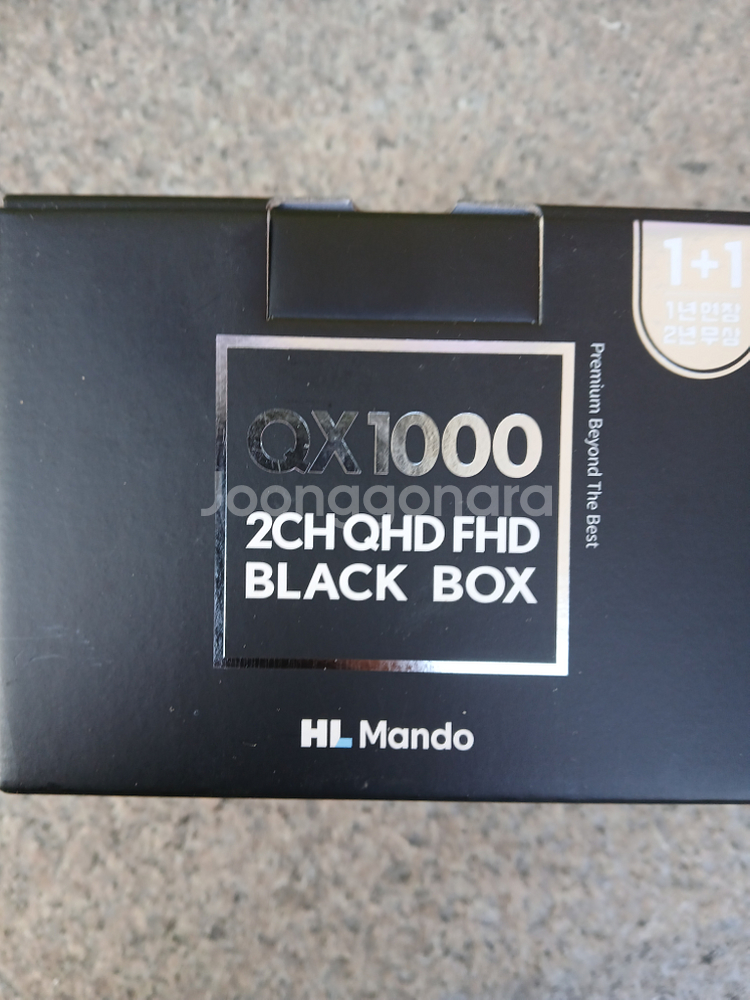 1+1
1년연장
2년무상
Premium Beyond The Best
QX1000
Joonggonara
2CH QHD FHD
BLACK BOX
HL Mando